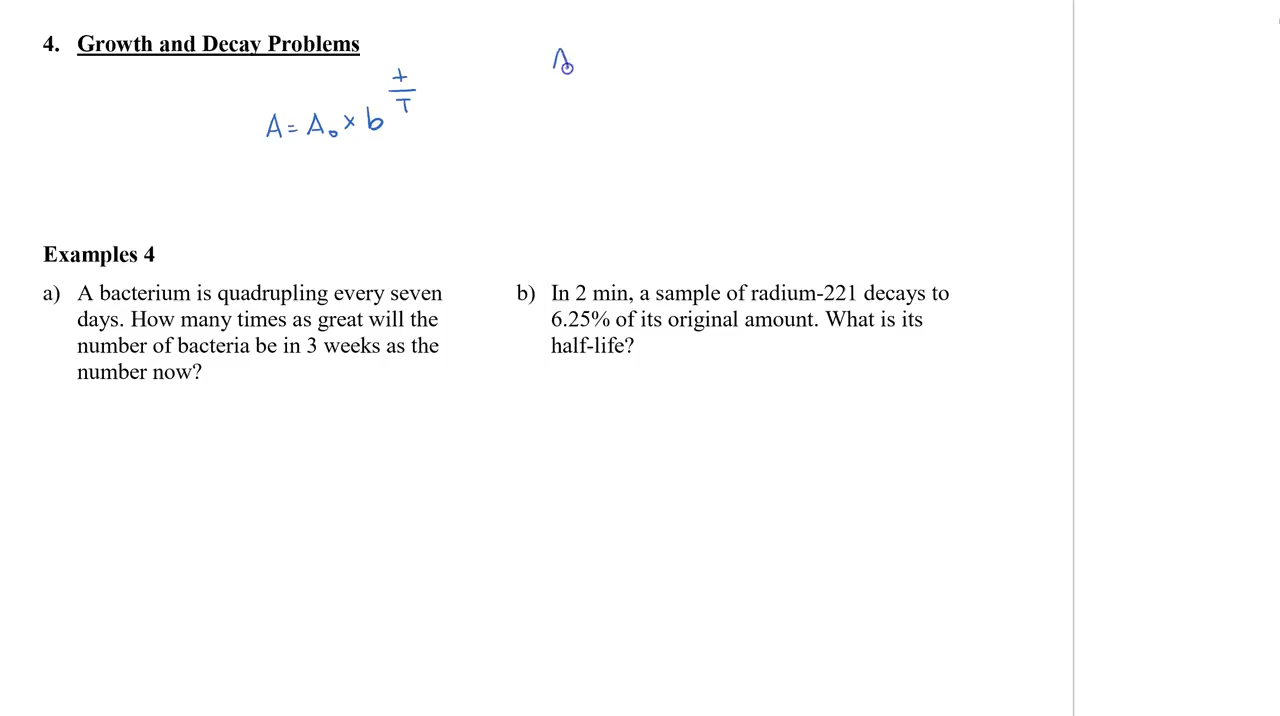 4. Growth and Decay Problems
A
t
T
A = A₀ × b
Examples 4
a) A bacterium is quadrupling every seven
days. How many times as great will the
number of bacteria be in 3 weeks as the
number now?
b) In 2 min, a sample of radium-221 decays to
6.25% of its original amount. What is its
half-life?